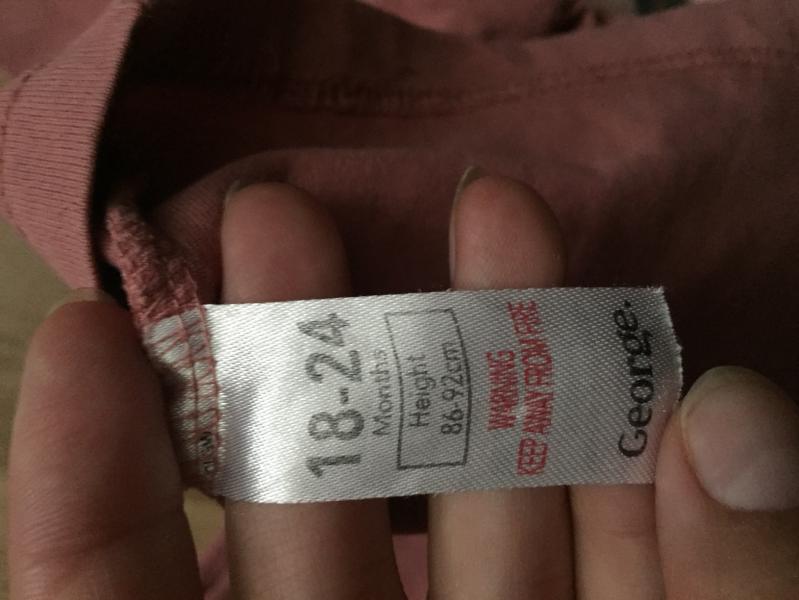 18-24
Months
Height
86-92cm
WARNING
KEEP AWAY FROM FIRE
George.